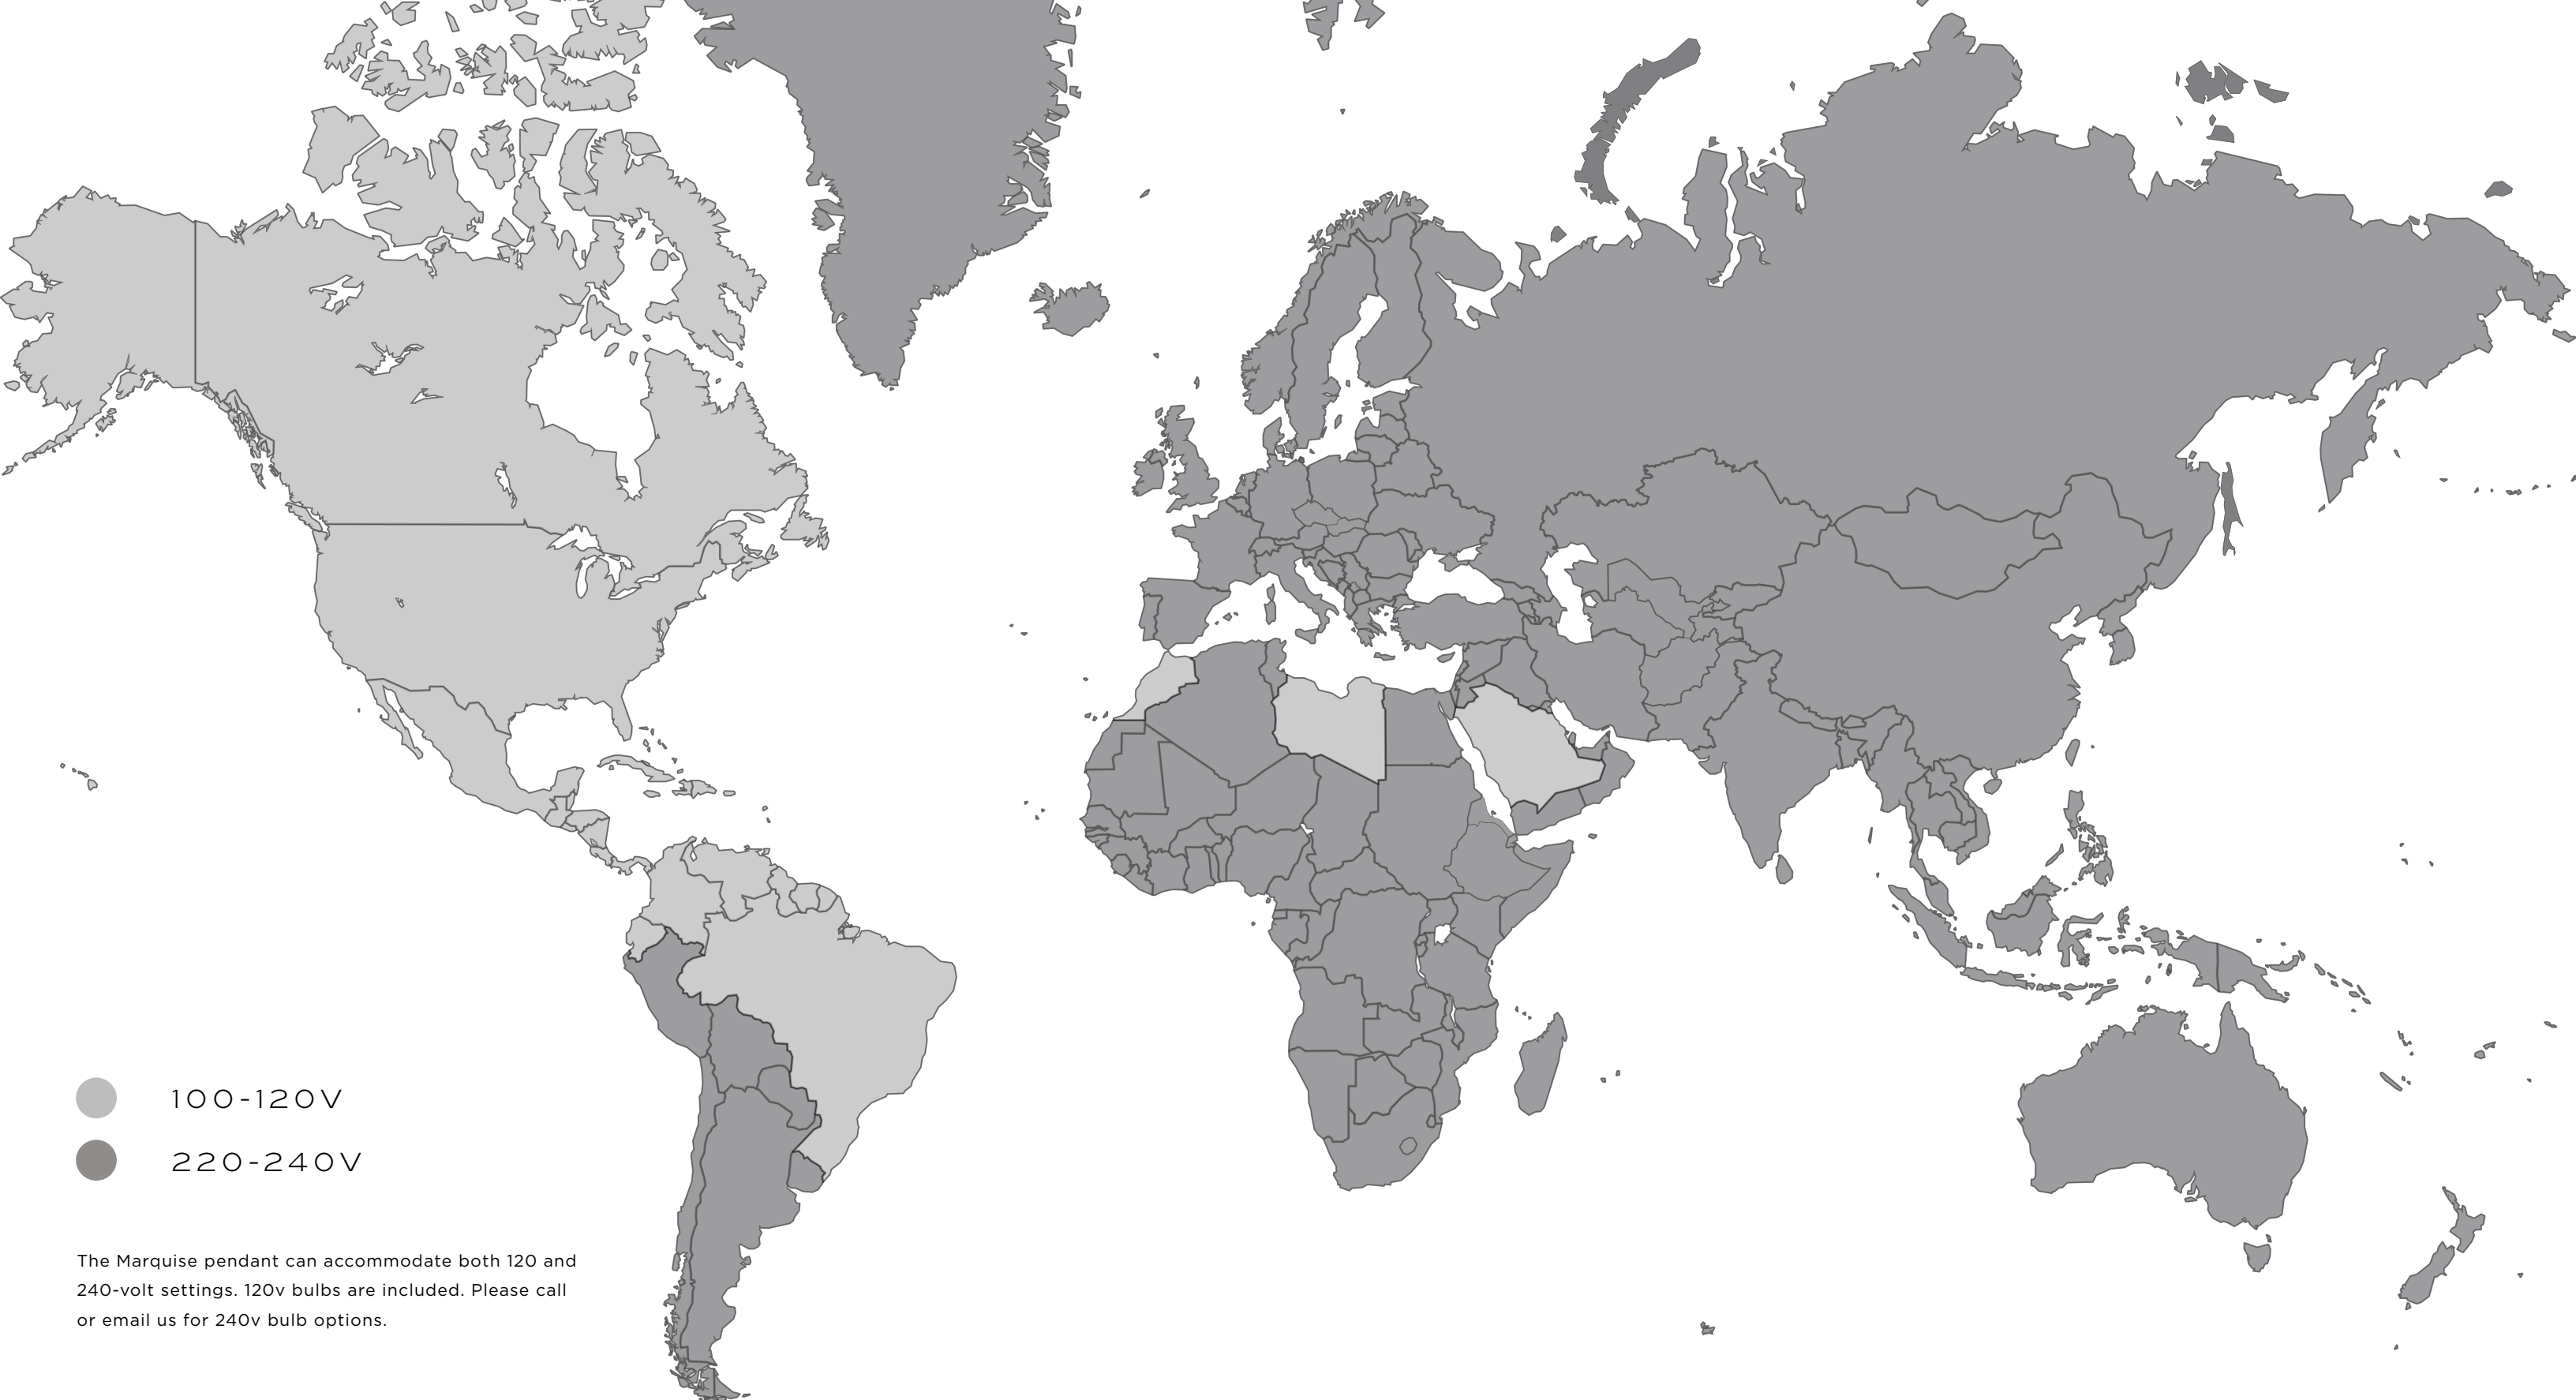 100-120V
220-240V
The Marquise pendant can accommodate both 120 and
240-volt settings. 120v bulbs are included. Please call
or email us for 240v bulb options.